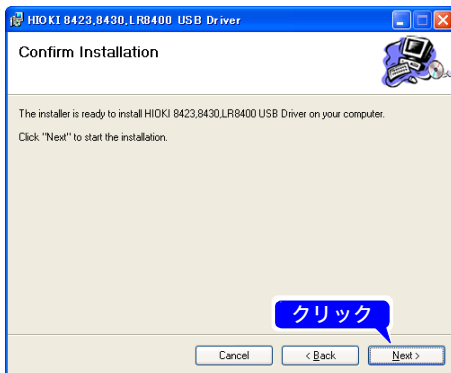 HIOKI 8423,8430,LR8400 USB Driver
Confirm Installation
The installer is ready to install HIOKI 8423,8430,LR8400 USB Driver on your computer.
Click "Next" to start the installation.
クリック
Cancel
< Back
Next >